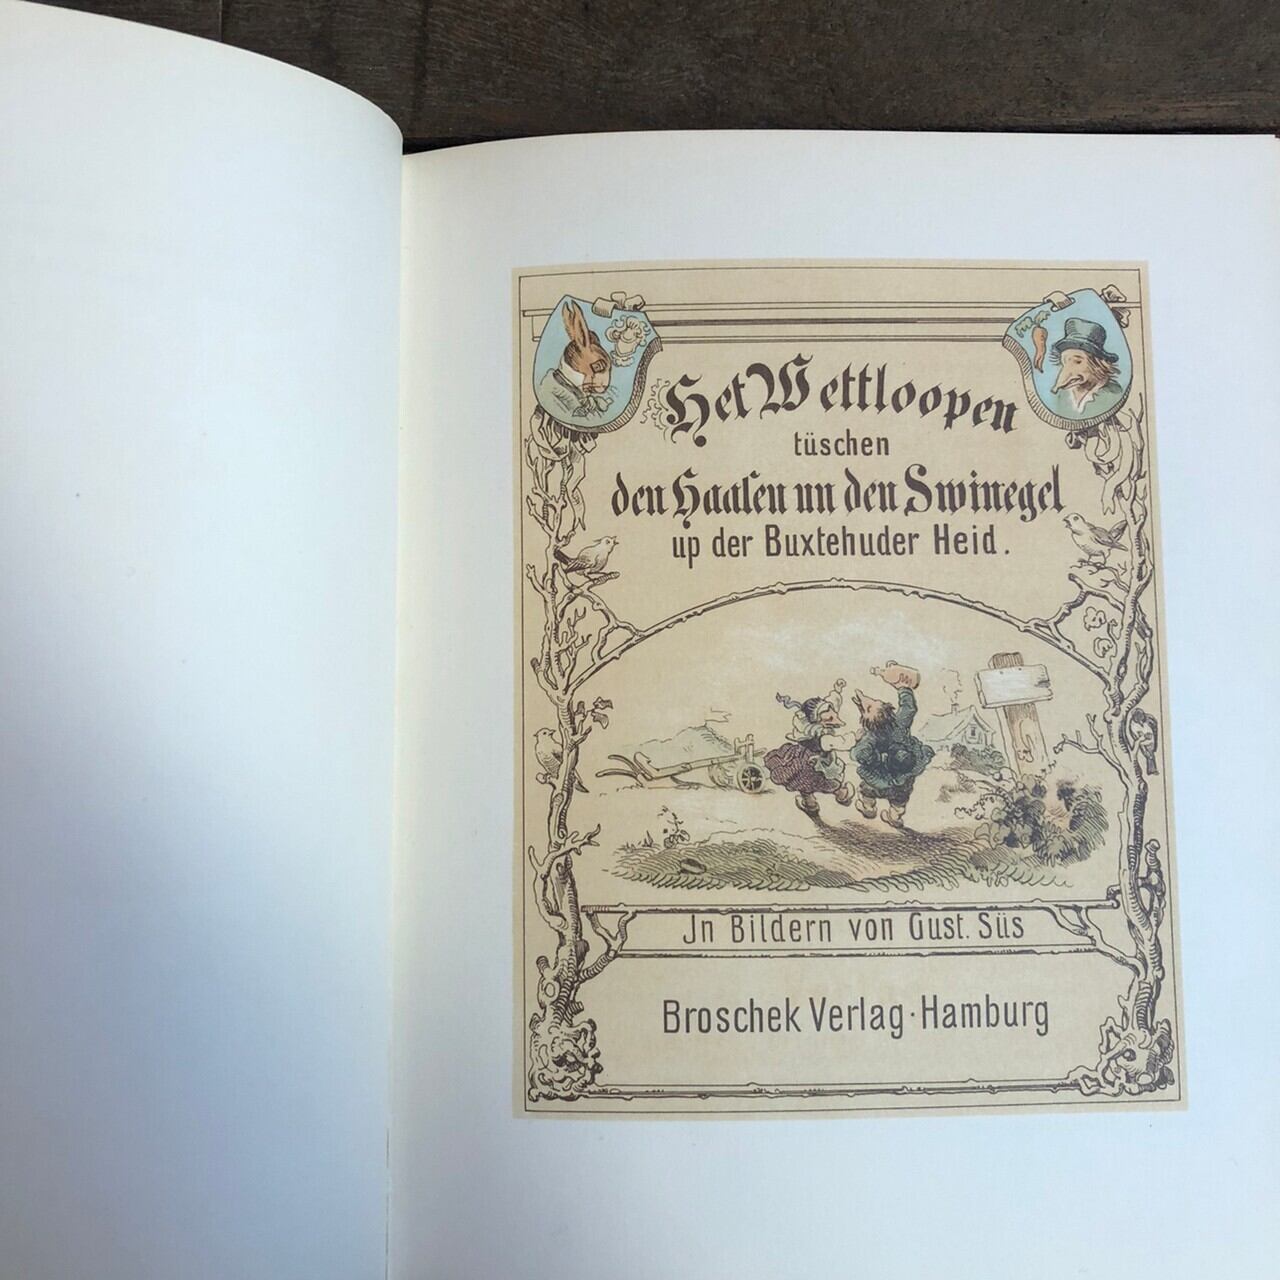 Het Wettloopen
tüschen
den Haasen un den Swinegel
up der Buxtehuder Heid.
Jn Bildern von Gust. Süs
Broschek Verlag · Hamburg